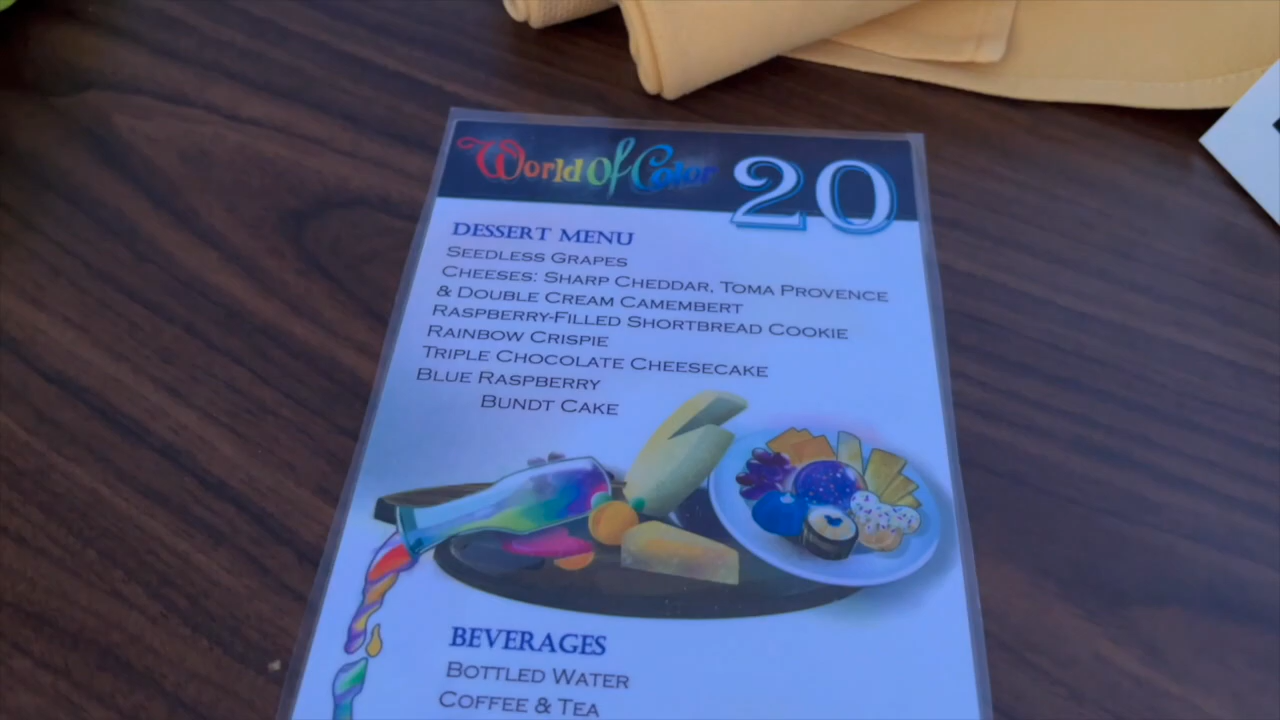 World Of Color 20
DESSERT MENU
SEEDLESS GRAPES
CHEESES: SHARP CHEDDAR, TOMA PROVENCE
& DOUBLE CREAM CAMEMBERT
RASPBERRY-FILLED SHORTBREAD COOKIE
RAINBOW CRISPIE
TRIPLE CHOCOLATE CHEESECAKE
BLUE RASPBERRY
BUNDT CAKE
BEVERAGES
BOTTLED WATER
COFFEE & TEA